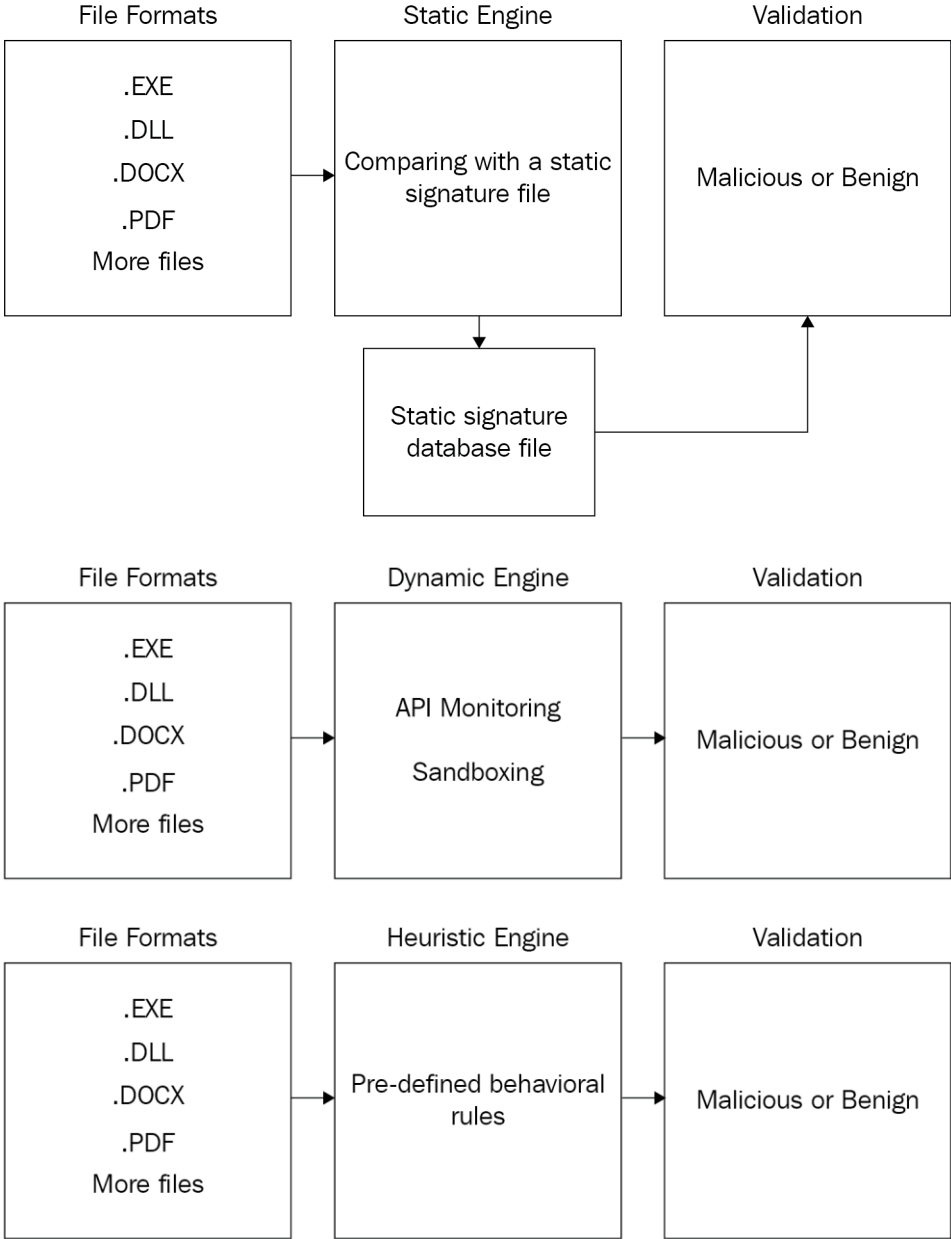 File Formats
Static Engine
Validation
.EXE
.DLL
.DOCX
.PDF
More files
Comparing with a static
signature file
Malicious or Benign
Static signature
database file
File Formats
Dynamic Engine
Validation
.EXE
.DLL
.DOCX
.PDF
More files
API Monitoring
Sandboxing
Malicious or Benign
File Formats
Heuristic Engine
Validation
.EXE
.DLL
.DOCX
.PDF
More files
Pre-defined behavioral
rules
Malicious or Benign